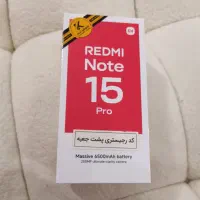 REDMI
Note
15
Pro
کد رجیستری پشت جعبه
Massive 6500mAh battery